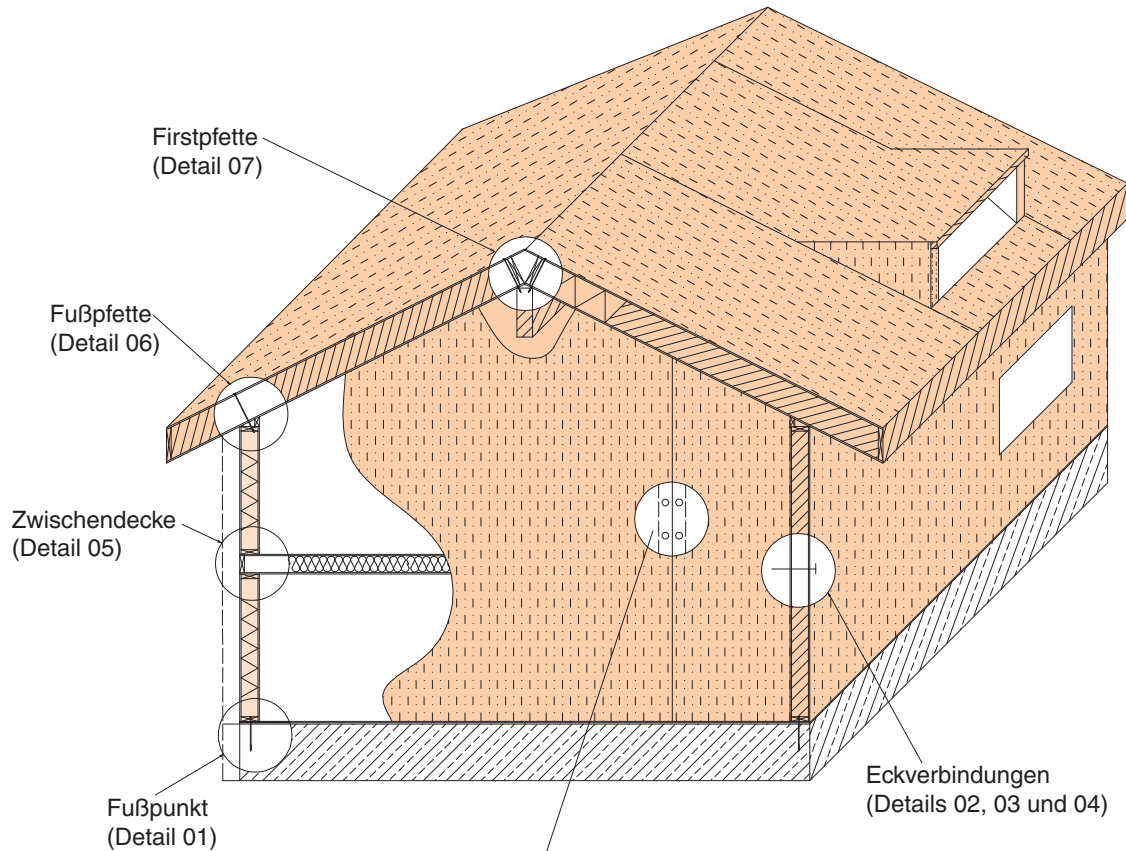 Firstpfette
(Detail 07)
Fußpfette
(Detail 06)
Zwischendecke
(Detail 05)
Eckverbindungen
(Details 02, 03 und 04)
Fußpunkt
(Detail 01)